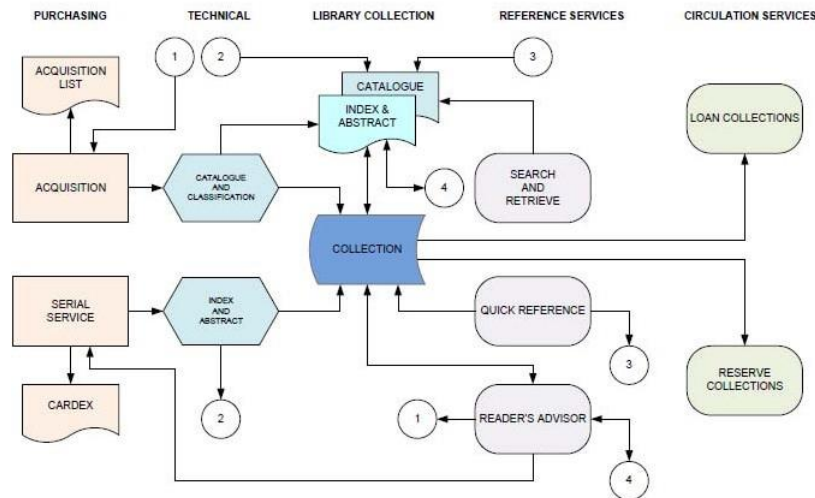 PURCHASING
TECHNICAL
LIBRARY COLLECTION
REFERENCE SERVICES
CIRCULATION SERVICES
1
2
3
ACQUISITION
LIST
CATALOGUE
INDEX &
ABSTRACT
LOAN COLLECTIONS
ACQUISITION
CATALOGUE
AND
CLASSIFICATION
4
SEARCH
AND
RETRIEVE
COLLECTION
SERIAL
SERVICE
INDEX
AND
ABSTRACT
QUICK REFERENCE
3
RESERVE
COLLECTIONS
CARDEX
2
1
READER'S ADVISOR
4